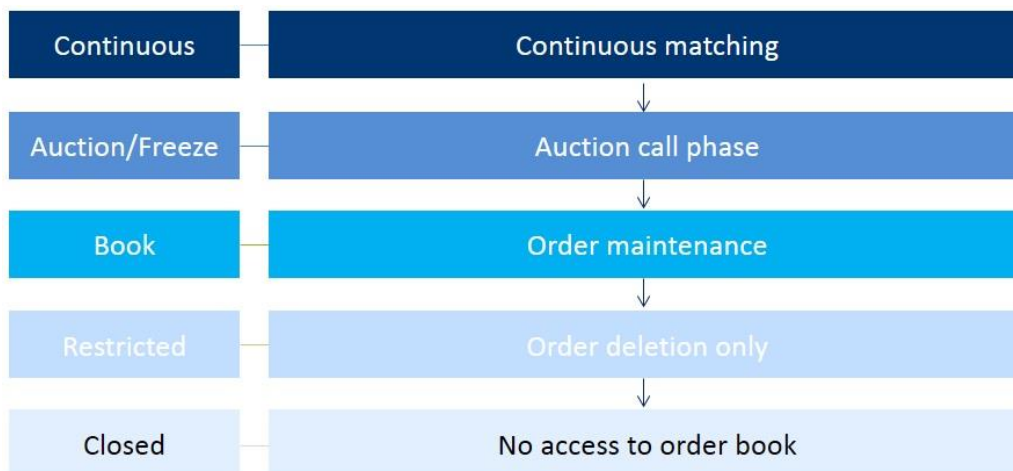 Continuous
Continuous matching
Auction/Freeze
Auction call phase
Book
Order maintenance
Restricted
Order deletion only
Closed
No access to order book